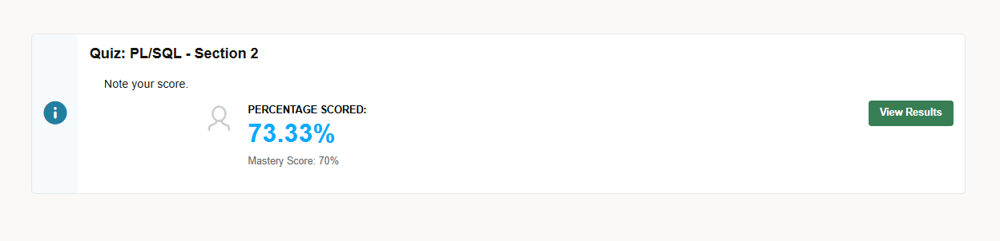 Quiz: PL/SQL - Section 2
Note your score.
PERCENTAGE SCORED:
73.33%
Mastery Score: 70%
View Results